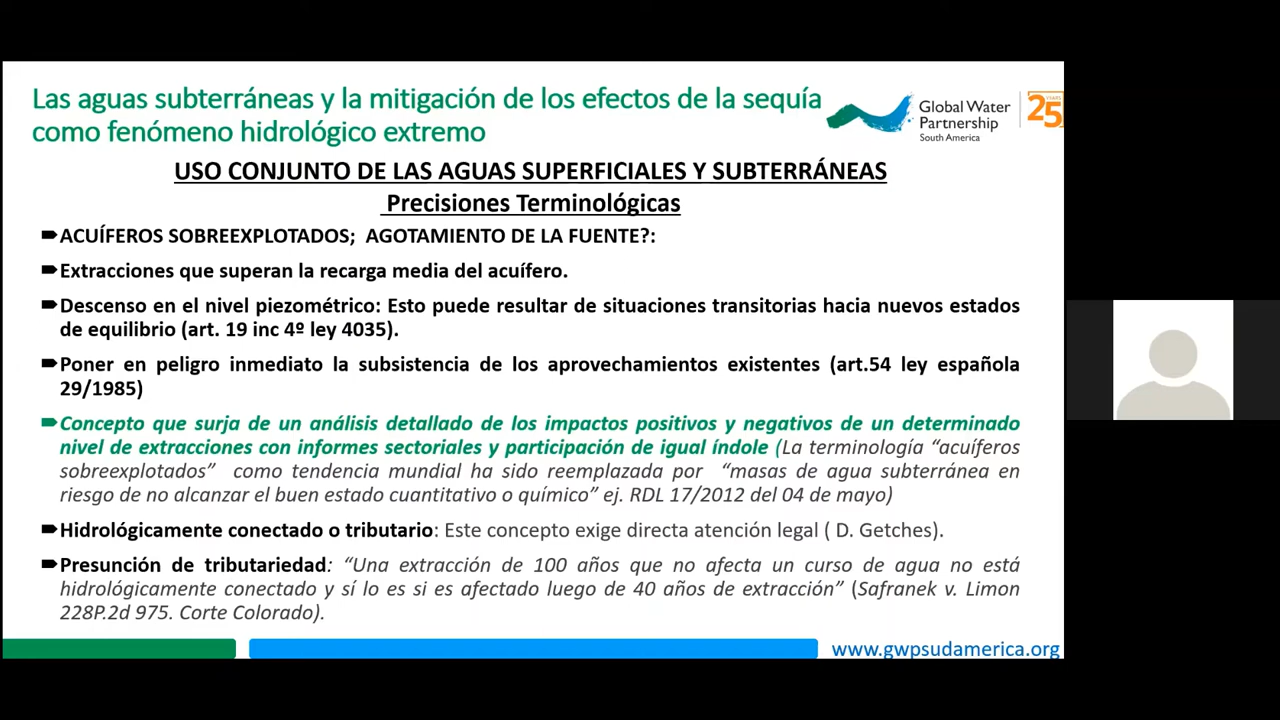 Las aguas subterráneas y la mitigación de los efectos de la sequía
como fenómeno hidrológico extremo
Global Water
Partnership
South America
25
YEARS
USO CONJUNTO DE LAS AGUAS SUPERFICIALES Y SUBTERRÁNEAS
Precisiones Terminológicas
ACUÍFEROS SOBREEXPLOTADOS; AGOTAMIENTO DE LA FUENTE?:
Extracciones que superan la recarga media del acuífero.
Descenso en el nivel piezométrico: Esto puede resultar de situaciones transitorias hacia nuevos estados
de equilibrio (art. 19 inc 4º ley 4035).
Poner en peligro inmediato la subsistencia de los aprovechamientos existentes (art.54 ley española
29/1985)
Concepto que surja de un análisis detallado de los impactos positivos y negativos de un determinado
nivel de extracciones con informes sectoriales y participación de igual índole (La terminología “acuíferos
sobreexplotados” como tendencia mundial ha sido reemplazada por “masas de agua subterránea en
riesgo de no alcanzar el buen estado cuantitativo o químico” ej. RDL 17/2012 del 04 de mayo)
Hidrológicamente conectado o tributario: Este concepto exige directa atención legal ( D. Getches).
Presunción de tributariedad: “Una extracción de 100 años que no afecta un curso de agua no está
hidrológicamente conectado y sí lo es si es afectado luego de 40 años de extracción” (Safranek v. Limon
228P.2d 975. Corte Colorado).
www.gwpsudamerica.org